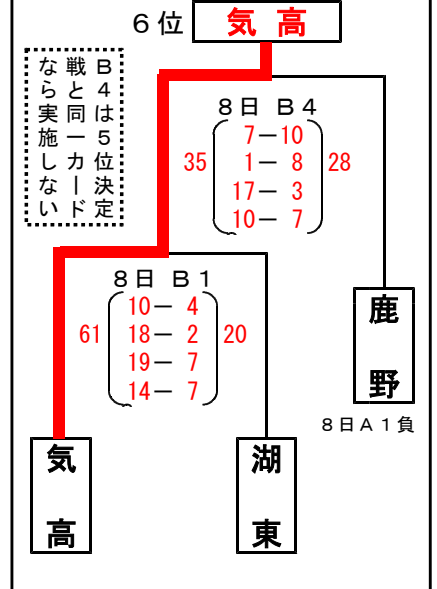 6位 気高
B4は5位決定
戦と同一カード
なら実施しない
8日 B4
35 28
7－10
1－ 8
17－ 3
10－ 7
8日 B1
61 20
10－ 4
18－ 2
19－ 7
14－ 7
鹿野
8日A1負
気高
湖東